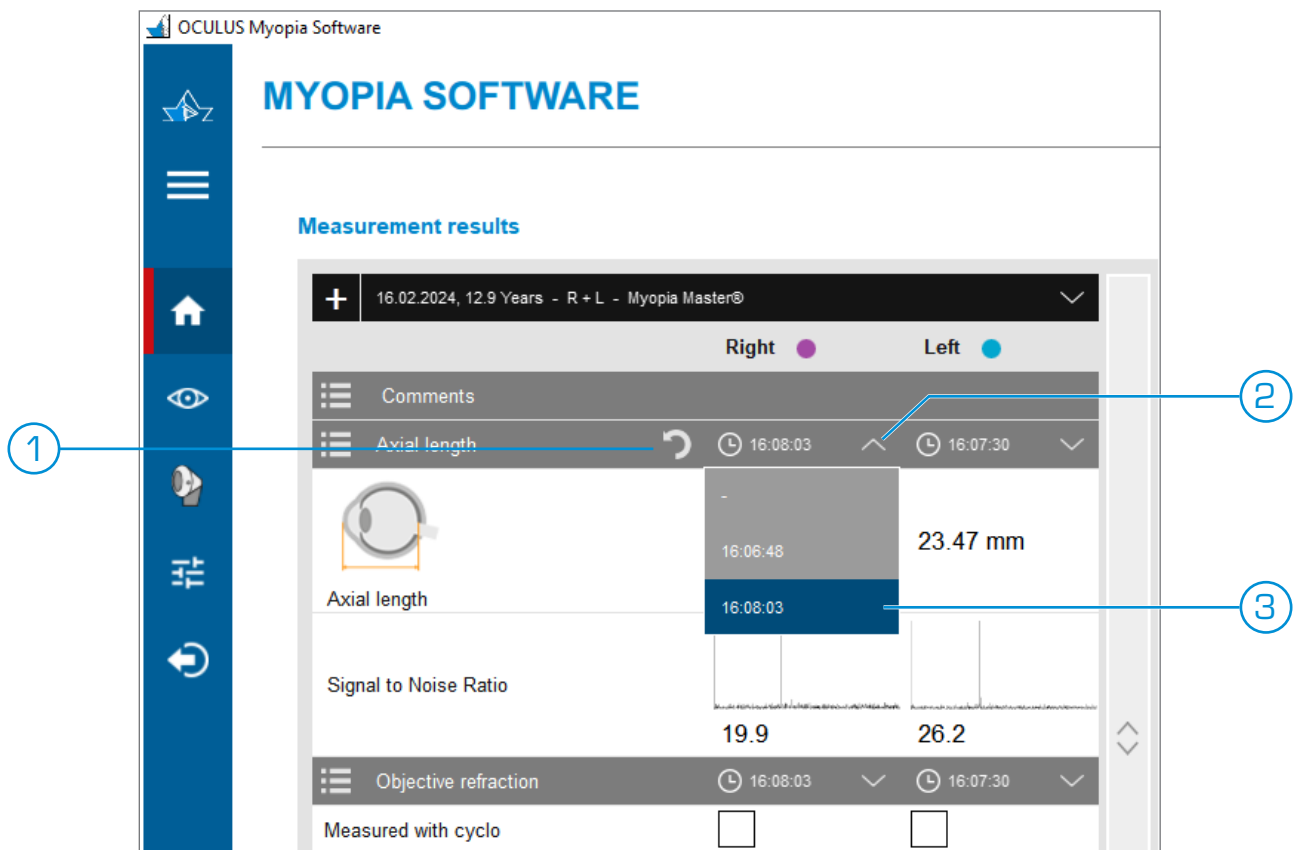 OCULUS Myopia Software
MYOPIA SOFTWARE
Measurement results
16.02.2024, 12.9 Years - R + L - Myopia Master®
Right Left
Comments
2
1
Axial length 16:08:03 16:07:30
-
16:06:48
23.47 mm
Axial length
16:08:03
3
Signal to Noise Ratio
19.9 26.2
Objective refraction 16:08:03 16:07:30
Measured with cyclo